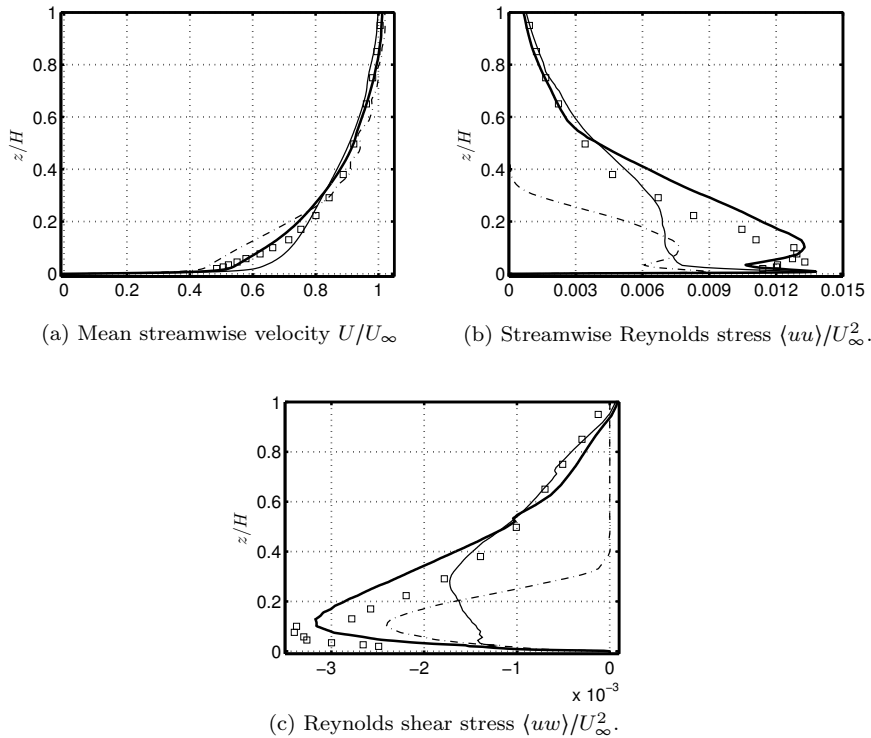 1
0.8
0.6
0.4
0.2
0
z/H
0 0.2 0.4 0.6 0.8 1
(a) Mean streamwise velocity U/U∞
1
0.8
0.6
0.4
0.2
0
z/H
0 0.003 0.006 0.009 0.012 0.015
(b) Streamwise Reynolds stress ⟨uu⟩/U²∞.
1
0.8
0.6
0.4
0.2
0
z/H
−3 −2 −1 0
x 10⁻³
(c) Reynolds shear stress ⟨uw⟩/U²∞.